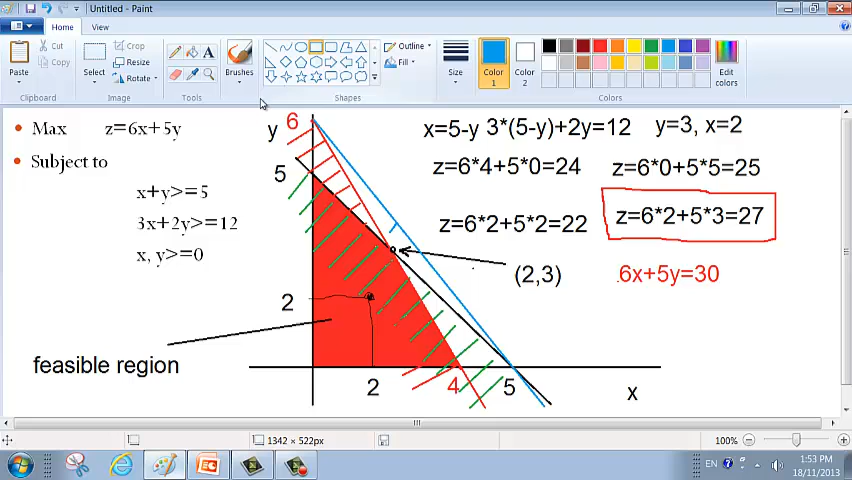 Untitled - Paint
Home View
Paste
Cut
Copy
Clipboard
Select
Crop
Resize
Rotate
Image
Tools
Brushes
Shapes
Outline
Fill
Size
Color 1
Color 2
Colors
Edit colors
• Max z=6x+5y
• Subject to
x+y>=5
3x+2y>=12
x, y>=0
y
6
5
2
feasible region
2
4
5
x
(2,3)
x=5-y 3*(5-y)+2y=12 y=3, x=2
z=6*4+5*0=24 z=6*0+5*5=25
z=6*2+5*2=22 z=6*2+5*3=27
6x+5y=30
1342 × 522px
100%
EN
1:53 PM
18/11/2013